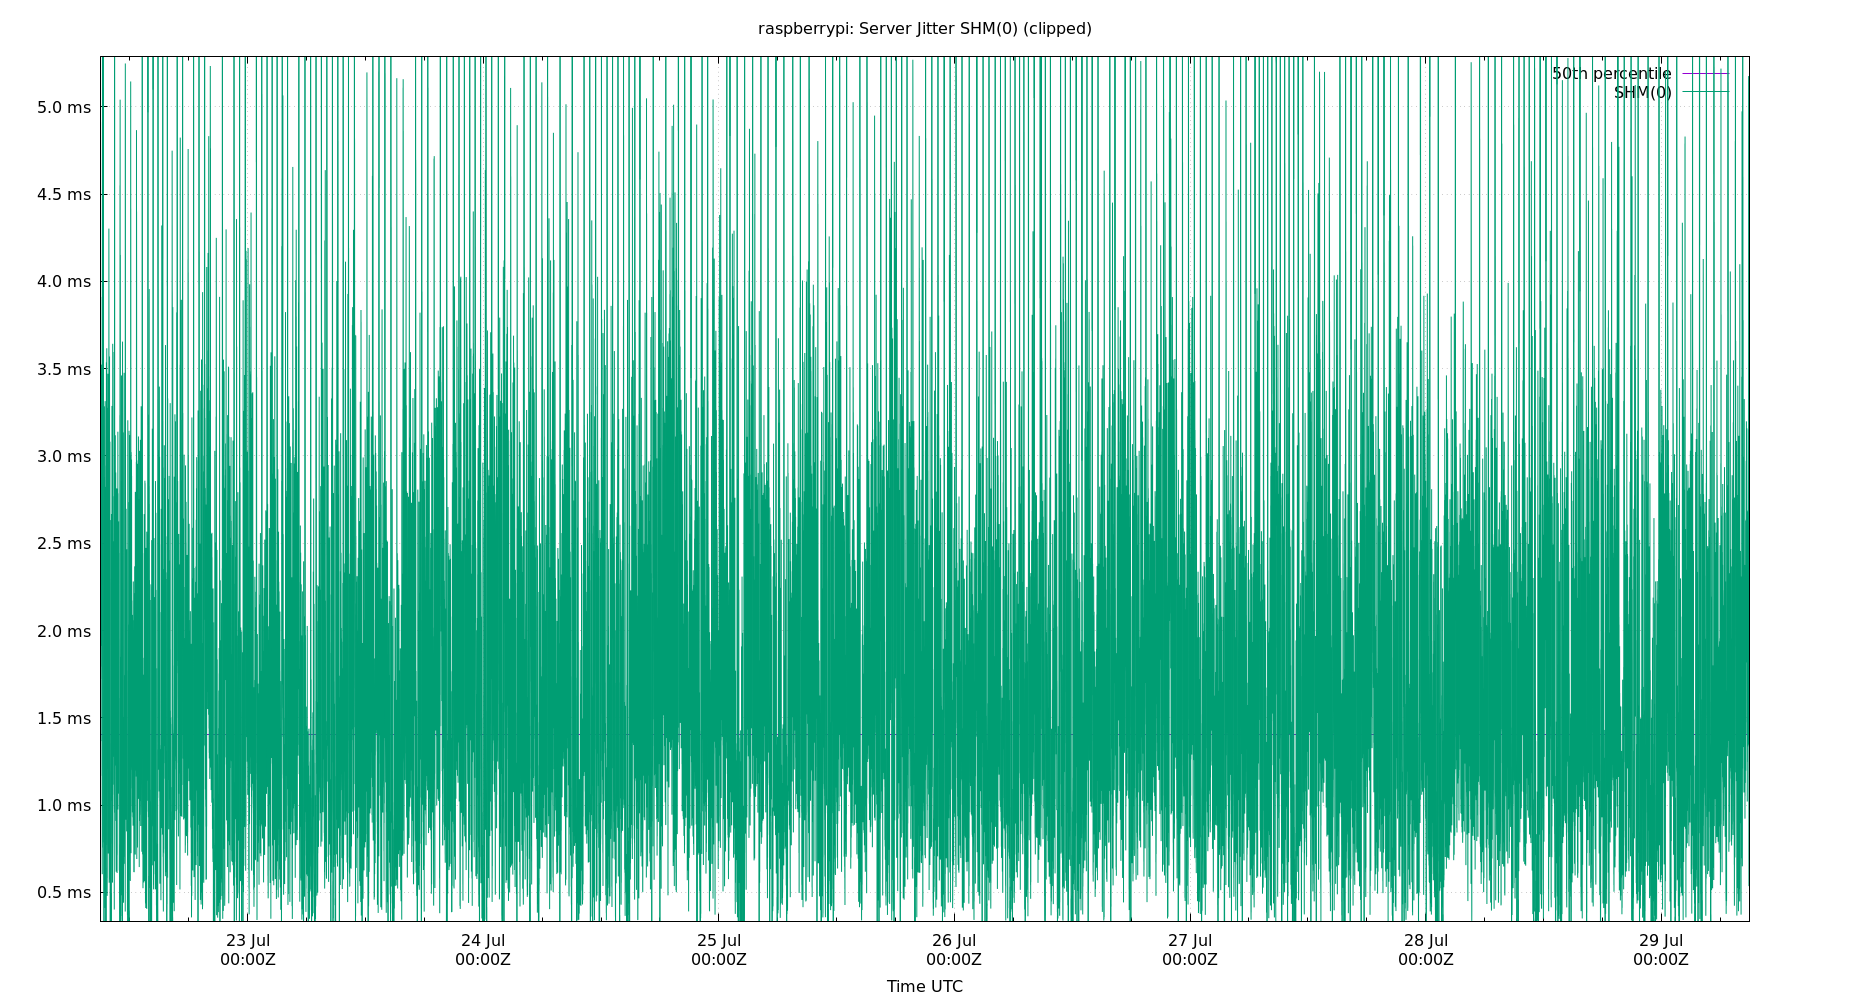 raspberrypi: Server Jitter SHM(0) (clipped)
50th percentile
SHM(0)
5.0 ms
4.5 ms
4.0 ms
3.5 ms
3.0 ms
2.5 ms
2.0 ms
1.5 ms
1.0 ms
0.5 ms
23 Jul 24 Jul 25 Jul 26 Jul 27 Jul 28 Jul 29 Jul
00:00Z 00:00Z 00:00Z 00:00Z 00:00Z 00:00Z 00:00Z
Time UTC